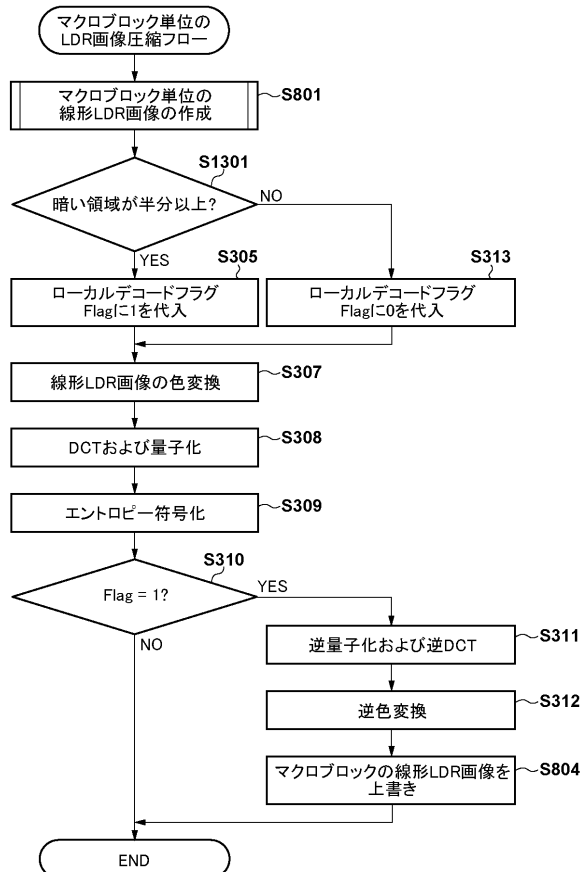 マクロブロック単位の
LDR画像圧縮フロー
マクロブロック単位の
線形LDR画像の作成
S801
S1301
暗い領域が半分以上?
NO
YES
S305
ローカルデコードフラグ
Flagに1を代入
S313
ローカルデコードフラグ
Flagに0を代入
線形LDR画像の色変換
S307
DCTおよび量子化
S308
エントロピー符号化
S309
S310
Flag = 1?
YES
NO
逆量子化および逆DCT
S311
逆色変換
S312
マクロブロックの線形LDR画像を
上書き
S804
END